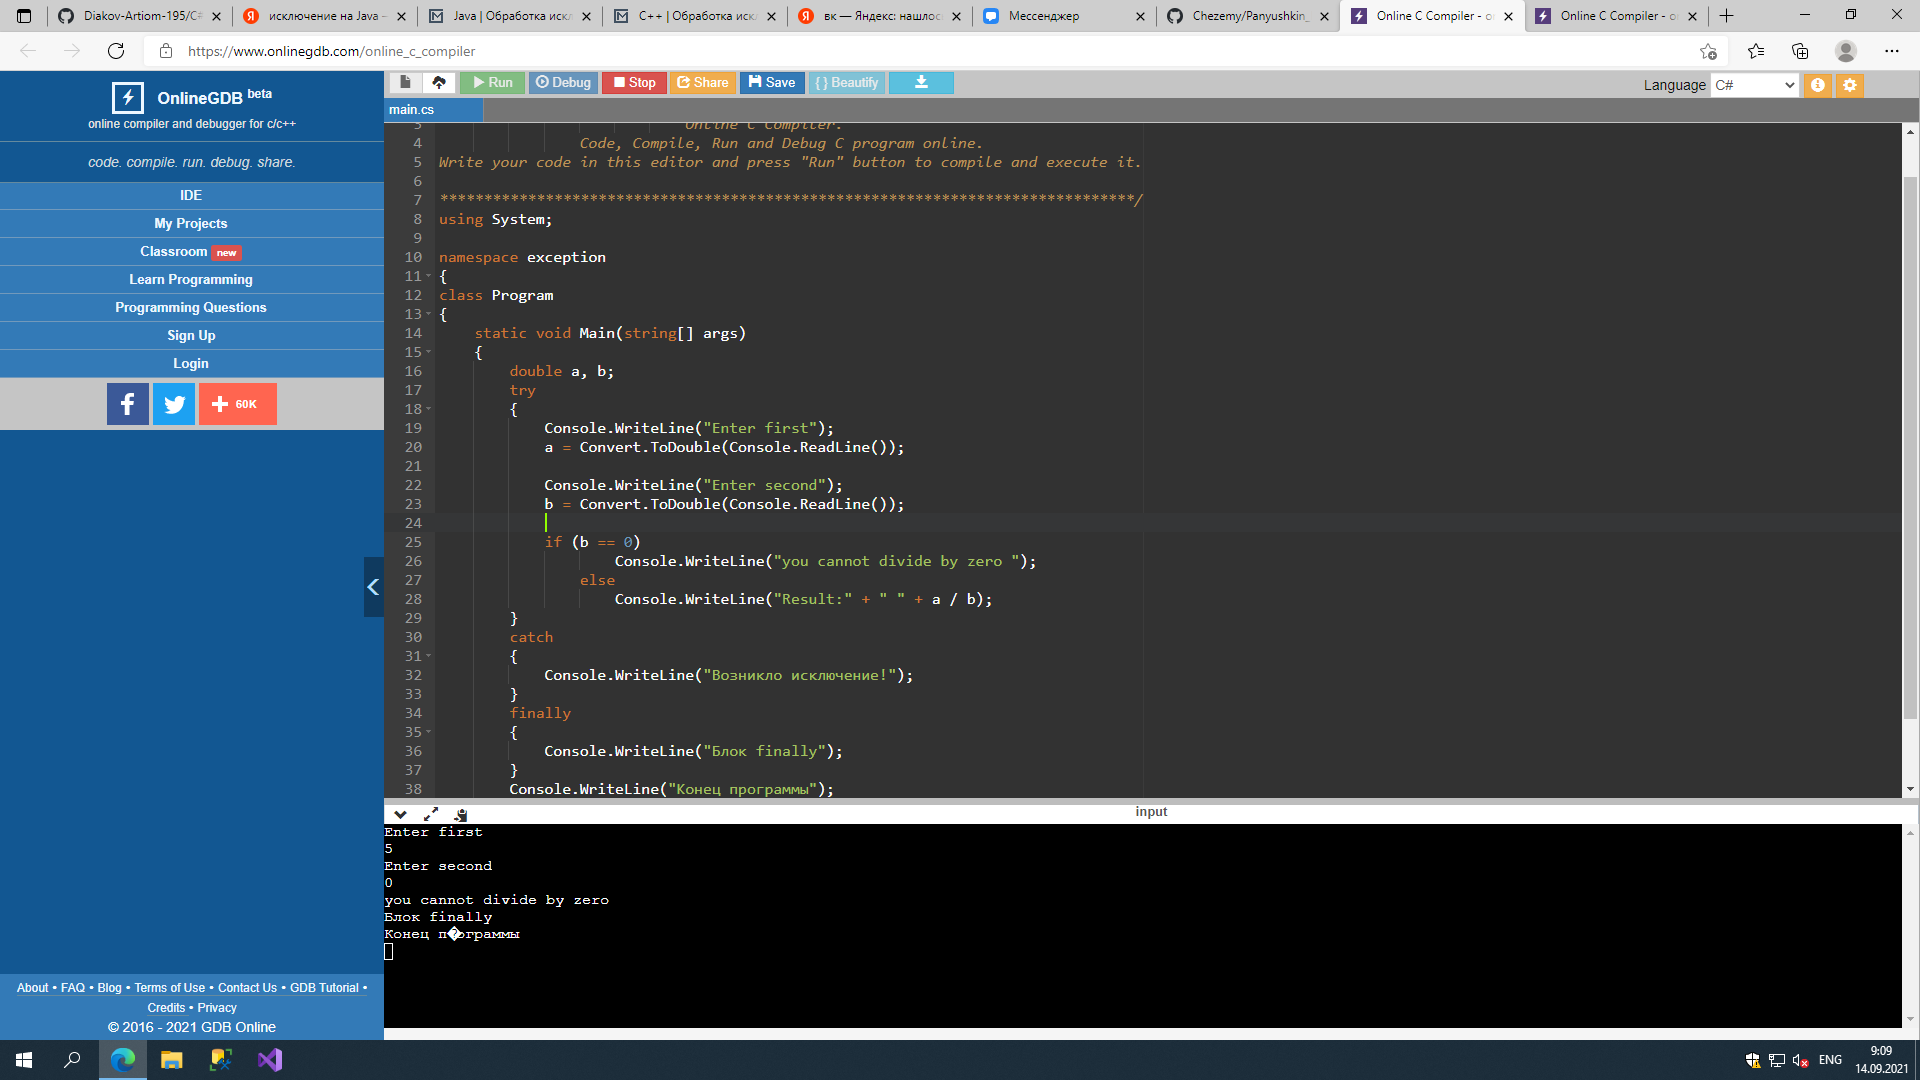 Diakov-Artiom-195/C#
исключение на Java -
Java | Обработка искл
C++ | Обработка искл
вк — Яндекс: нашлос
Мессенджер
Chezemy/Panyushkin_
Online C Compiler - o
Online C Compiler - o
https://www.onlinegdb.com/online_c_compiler
OnlineGDB beta
online compiler and debugger for c/c++
code. compile. run. debug. share.
IDE
My Projects
Classroom new
Learn Programming
Programming Questions
Sign Up
Login
60K
About • FAQ • Blog • Terms of Use • Contact Us • GDB Tutorial •
Credits • Privacy
© 2016 - 2021 GDB Online
Run Debug Stop Share Save { } Beautify
Language C#
main.cs
3 Online C Compiler.
4 Code, Compile, Run and Debug C program online.
5 Write your code in this editor and press "Run" button to compile and execute it.
6
7 *******************************************************************************/
8 using System;
9
10 namespace exception
11 {
12 class Program
13 {
14 static void Main(string[] args)
15 {
16 double a, b;
17 try
18 {
19 Console.WriteLine("Enter first");
20 a = Convert.ToDouble(Console.ReadLine());
21
22 Console.WriteLine("Enter second");
23 b = Convert.ToDouble(Console.ReadLine());
24
25 if (b == 0)
26 Console.WriteLine("you cannot divide by zero ");
27 else
28 Console.WriteLine("Result:" + " " + a / b);
29 }
30 catch
31 {
32 Console.WriteLine("Возникло исключение!");
33 }
34 finally
35 {
36 Console.WriteLine("Блок finally");
37 }
38 Console.WriteLine("Конец программы");
input
Enter first
5
Enter second
0
you cannot divide by zero
Блок finally
Конец п�ограммы
ENG
9:09
14.09.2021